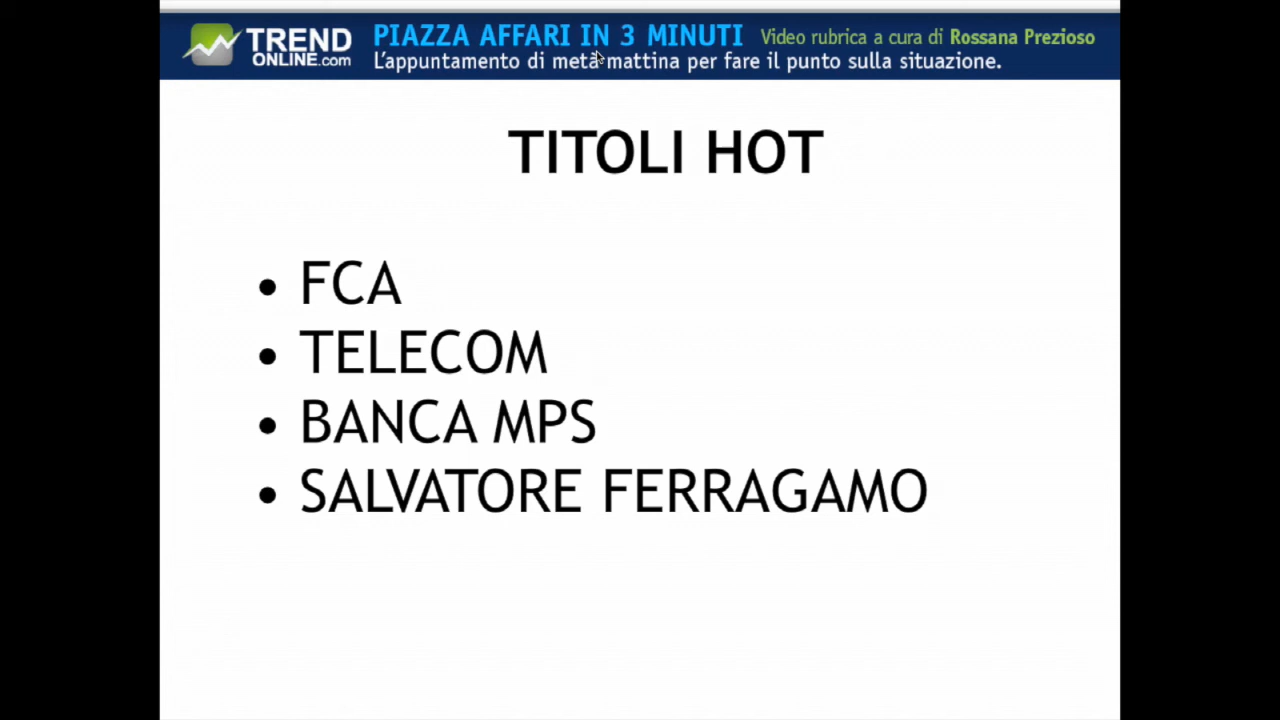 TREND
ONLINE.com
PIAZZA AFFARI IN 3 MINUTI Video rubrica a cura di Rossana Prezioso
L'appuntamento di metà mattina per fare il punto sulla situazione.
TITOLI HOT
• FCA
• TELECOM
• BANCA MPS
• SALVATORE FERRAGAMO